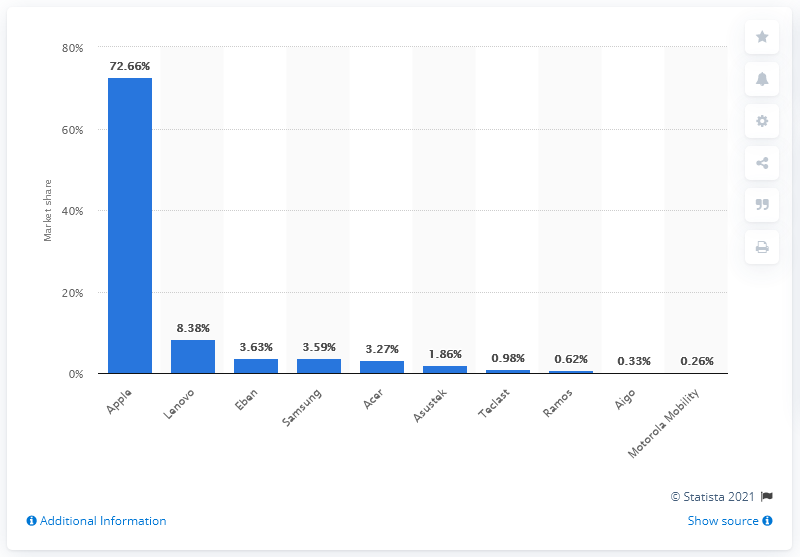 80%
60%
40%
20%
0%
Market share
72.66%
8.38%
3.63%
3.59%
3.27%
1.86%
0.98%
0.62%
0.33%
0.26%
Apple
Lenovo
Eben
Samsung
Acer
Asustek
Teclast
Ramos
Aigo
Motorola Mobility
© Statista 2021
Additional Information
Show source